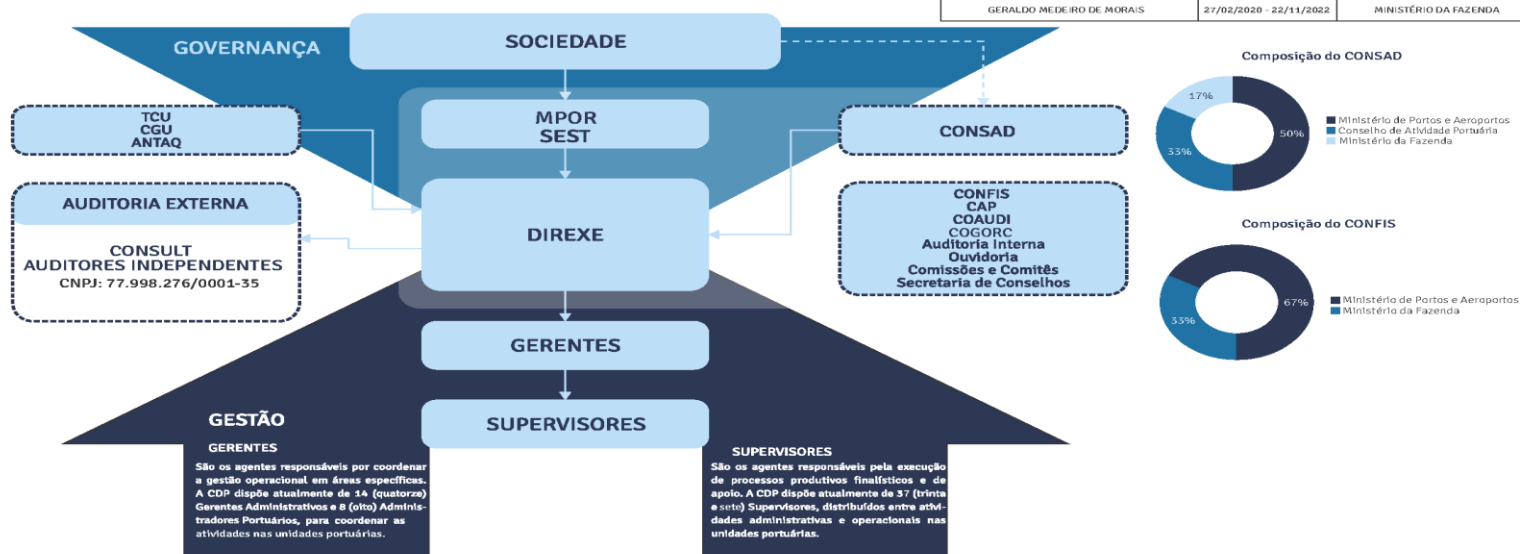 GERALDO MEDEIRO DE MORAIS
27/02/2020 - 22/11/2022
MINISTÉRIO DA FAZENDA
GOVERNANÇA
SOCIEDADE
TCU
CGU
ANTAQ
MPOR
SEST
CONSAD
AUDITORIA EXTERNA
CONSULT
AUDITORES INDEPENDENTES
CNPJ: 77.998.276/0001-35
DIREXE
CONFIS
CAP
COAUDI
COGORC
Auditoria Interna
Ouvidoria
Comissões e Comitês
Secretaria de Conselhos
GERENTES
SUPERVISORES
GESTÃO
GERENTES
São os agentes responsáveis por coordenar
a gestão operacional em áreas específicas.
A CDP dispõe atualmente de 14 (quatorze)
Gerentes Administrativos e 8 (oito) Adminis-
tradores Portuários, para coordenar as
atividades nas unidades portuárias.
SUPERVISORES
São os agentes responsáveis pela execução
de processos produtivos finalísticos e de
apoio. A CDP dispõe atualmente de 37 (trinta
e sete) Supervisores, distribuídos entre ativi-
dades administrativas e operacionais nas
unidades portuárias.
Composição do CONSAD
17%
50%
33%
Ministério de Portos e Aeroportos
Conselho de Atividade Portuária
Ministério da Fazenda
Composição do CONFIS
67%
33%
Ministério de Portos e Aeroportos
Ministério da Fazenda